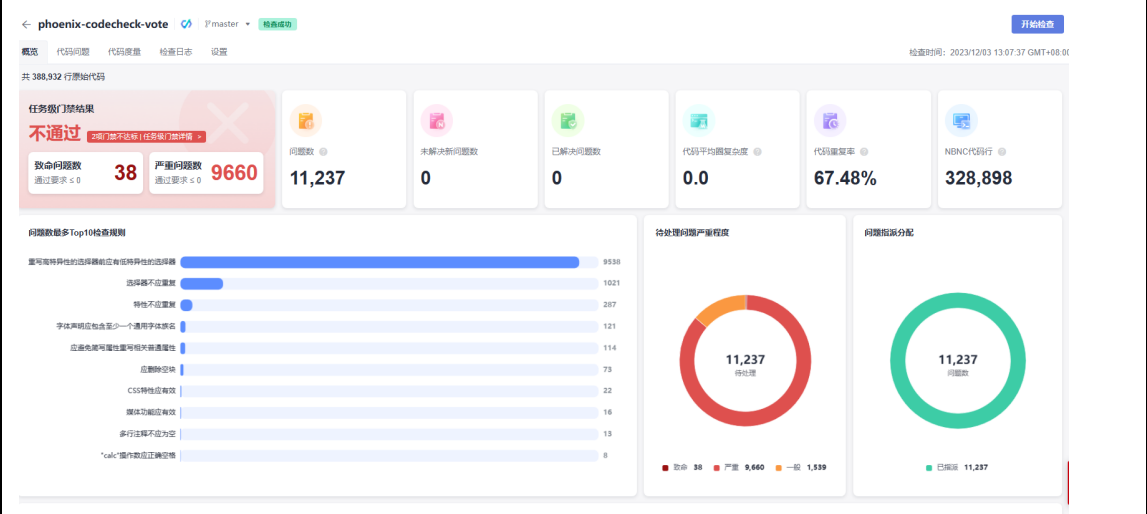 phoenix-codecheck-vote master 检查成功 开始检查
概览 代码问题 代码度量 检查日志 设置 检查时间: 2023/12/03 13:07:37 GMT+08:00
共 388,932 行原始代码
任务级门禁结果
不通过 2项门禁不达标 | 任务级门禁详情 >
致命问题数
通过要求 ≤ 0
38
严重问题数
通过要求 ≤ 0
9660
问题数
11,237
未解决新问题数
0
已解决问题数
0
代码平均圈复杂度
0.0
代码重复率
67.48%
NBNC代码行
328,898
问题数最多Top10检查规则
重写高特异性的选择器前应有低特异性的选择器 9538
选择器不应重复 1021
特性不应重复 287
字体声明应包含至少一个通用字体族名 121
应避免简写属性重写相关普通属性 114
应删除空块 73
CSS特性应有效 22
媒体功能应有效 16
多行注释不应为空 13
"calc"操作数应正确空格 8
待处理问题严重程度
11,237
待处理
致命 38 严重 9,660 一般 1,539
问题指派分配
11,237
问题数
已指派 11,237